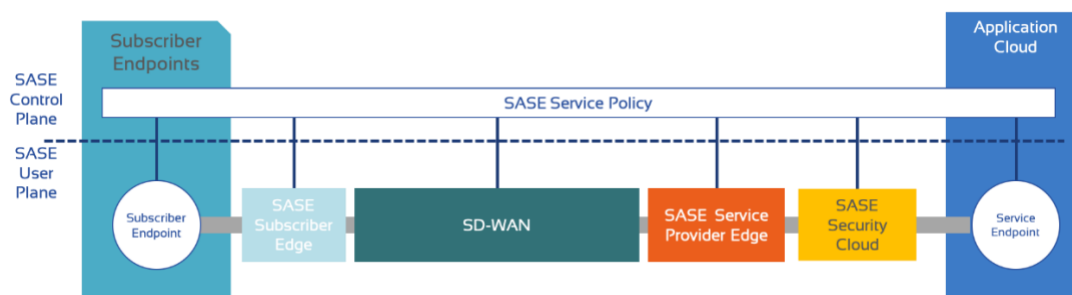 Subscriber
Endpoints
Application
Cloud
SASE
Control
Plane
SASE Service Policy
SASE
User
Plane
Subscriber
Endpoint
SASE
Subscriber
Edge
SD-WAN
SASE Service
Provider Edge
SASE
Security
Cloud
Service
Endpoint